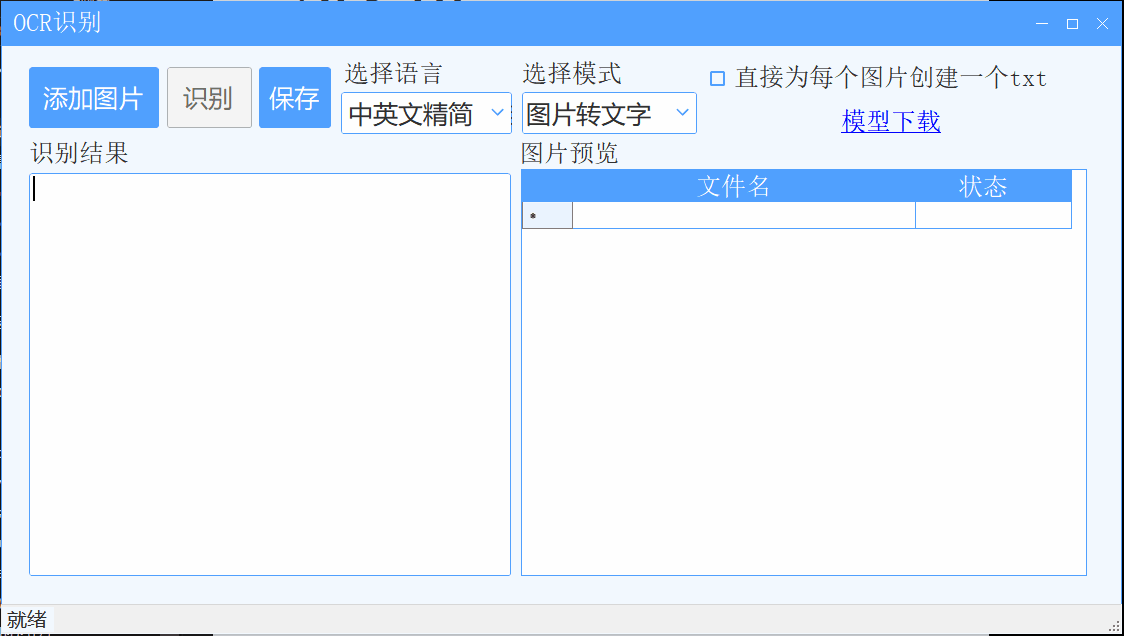 OCR识别
添加图片
识别
保存
选择语言
中英文精简
选择模式
图片转文字
直接为每个图片创建一个txt
模型下载
识别结果
图片预览
文件名
状态
*
就绪